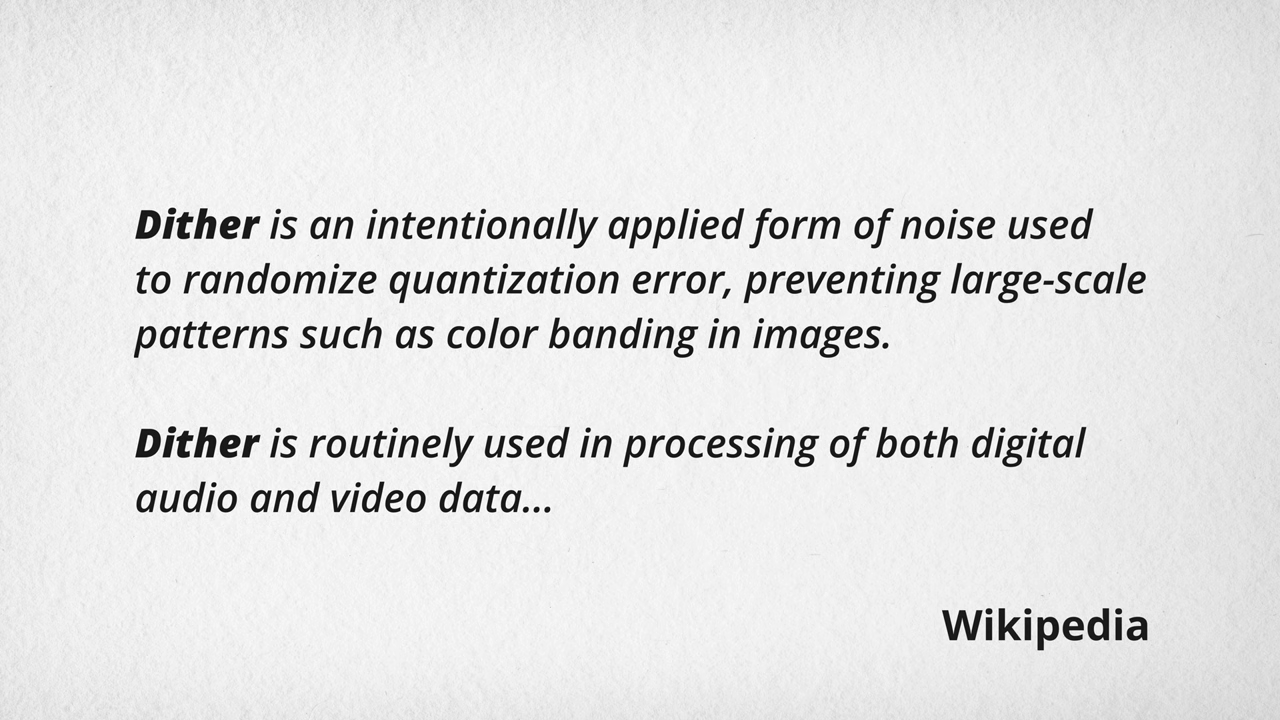 Dither is an intentionally applied form of noise used
to randomize quantization error, preventing large-scale
patterns such as color banding in images.
Dither is routinely used in processing of both digital
audio and video data...
Wikipedia